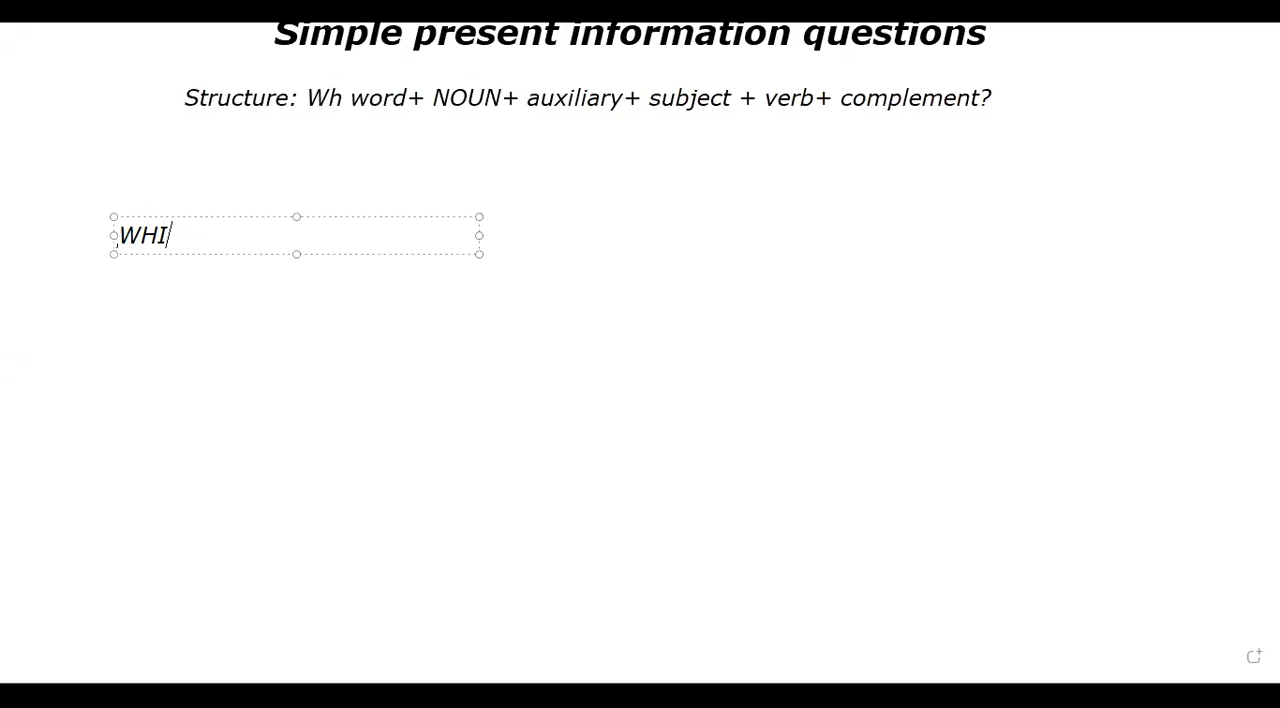 Simple present information questions
Structure: Wh word+ NOUN+ auxiliary+ subject + verb+ complement?
WHI